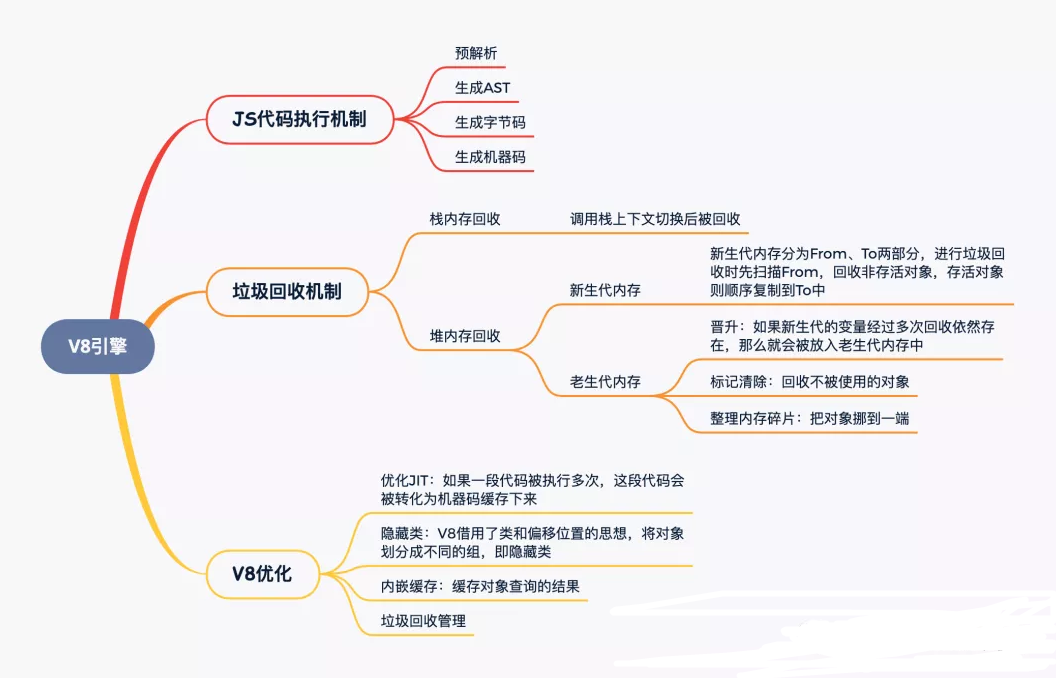 V8引擎
JS代码执行机制
预解析
生成AST
生成字节码
生成机器码
垃圾回收机制
栈内存回收
调用栈上下文切换后被回收
堆内存回收
新生代内存
新生代内存分为From、To两部分，进行垃圾回
收时先扫描From，回收非存活对象，存活对象
则顺序复制到To中
老生代内存
晋升：如果新生代的变量经过多次回收依然存
在，那么就会被放入老生代内存中
标记清除：回收不被使用的对象
整理内存碎片：把对象挪到一端
V8优化
优化JIT：如果一段代码被执行多次，这段代码会
被转化为机器码缓存下来
隐藏类：V8借用了类和偏移位置的思想，将对象
划分成不同的组，即隐藏类
内嵌缓存：缓存对象查询的结果
垃圾回收管理